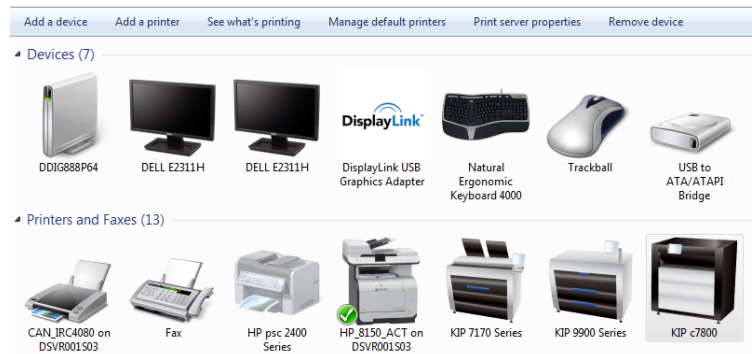 Add a device Add a printer See what's printing Manage default printers Print server properties Remove device
Devices (7)
DDIG888P64 DELL E2311H DELL E2311H DisplayLink USB Graphics Adapter Natural Ergonomic Keyboard 4000 Trackball USB to ATA/ATAPI Bridge
DisplayLink
Printers and Faxes (13)
CAN_IRC4080 on DSVR001S03 Fax HP psc 2400 Series HP_8150_ACT on DSVR001S03 KIP 7170 Series KIP 9900 Series KIP c7800